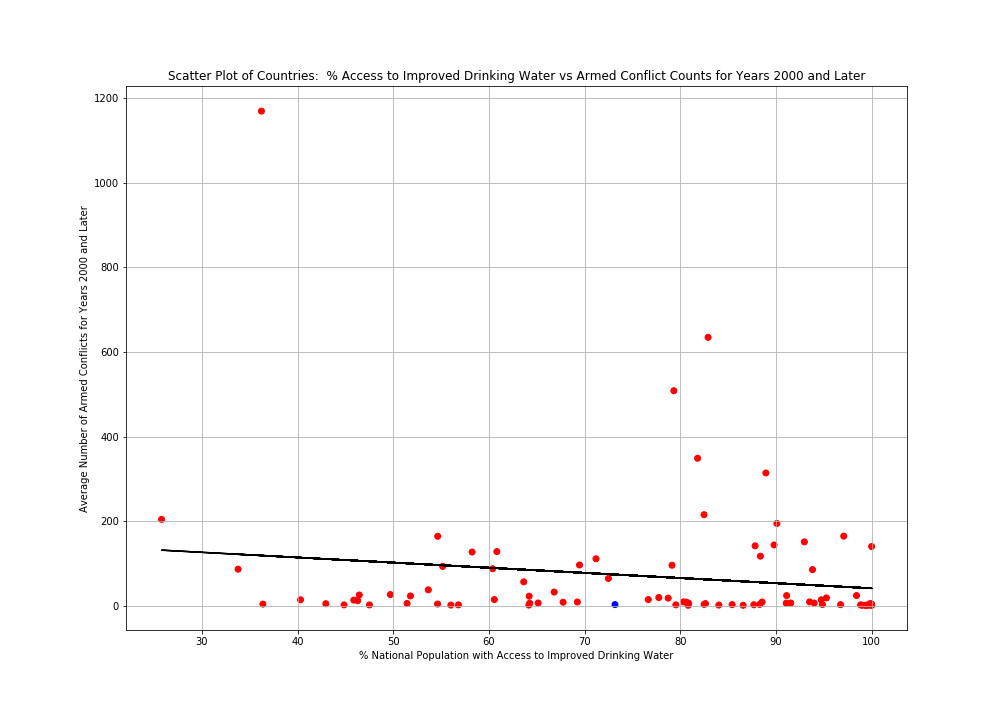 Scatter Plot of Countries:  % Access to Improved Drinking Water vs Armed Conflict Counts for Years 2000 and Later
Average Number of Armed Conflicts for Years 2000 and Later
1200
1000
800
600
400
200
0
30 40 50 60 70 80 90 100
% National Population with Access to Improved Drinking Water